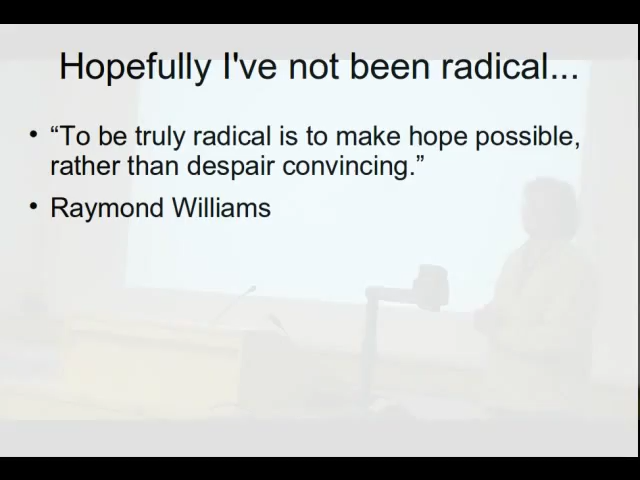 Hopefully I've not been radical...
• “To be truly radical is to make hope possible,
rather than despair convincing.”
• Raymond Williams